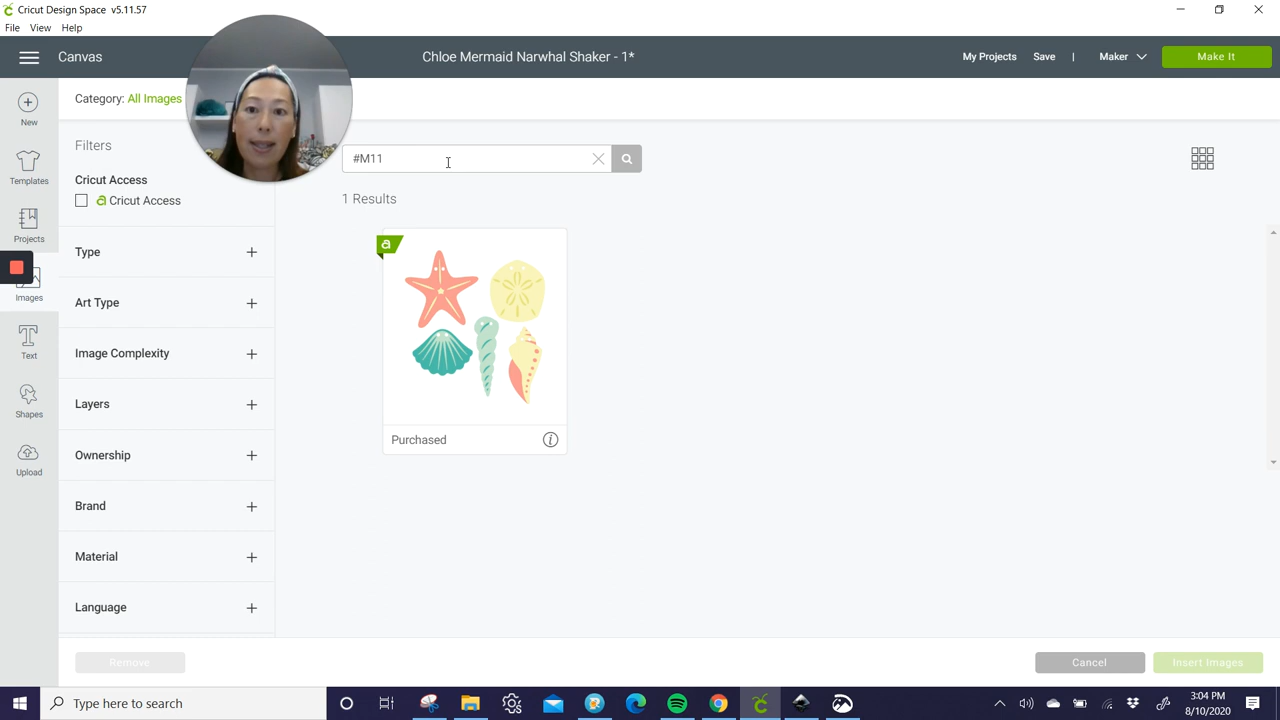 Cricut Design Space v5.11.57
File View Help
Canvas
Chloe Mermaid Narwhal Shaker - 1*
My Projects Save | Maker Make It
New
Templates
Projects
Images
Text
Shapes
Upload
Category: All Images
Filters
Cricut Access
a Cricut Access
Type +
Art Type +
Image Complexity +
Layers +
Ownership +
Brand +
Material +
Language +
#M11
1 Results
a
Purchased i
Remove
Cancel
Insert Images
Type here to search
3:04 PM
8/10/2020